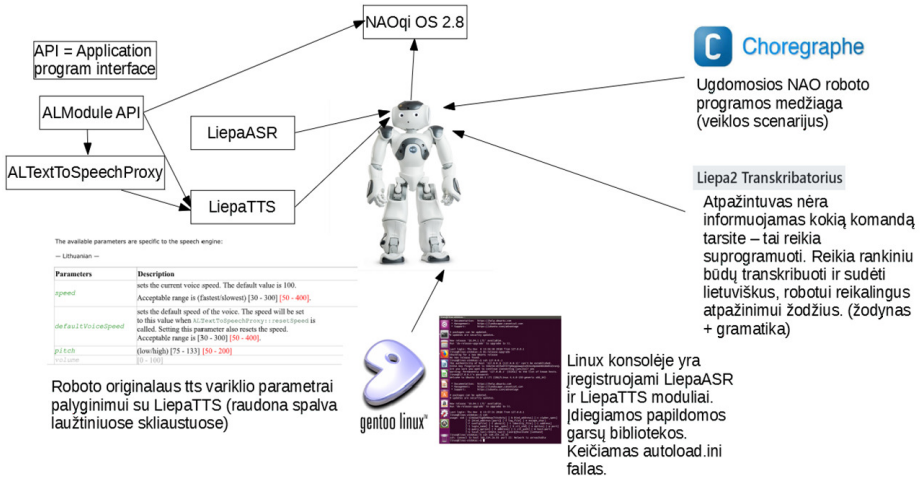 NAOqi OS 2.8
API = Application
program interface
ALModule API
LiepaASR
ALTextToSpeechProxy
LiepaTTS
Choregraphe
Ugdomosios NAO roboto
programos medžiaga
(veiklos scenarijus)
Liepa2 Transkribatorius
Atpažintuvas nėra
informuojamas kokią komandą
tarsite – tai reikia
suprogramuoti. Reikia rankiniu
būdų transkribuoti ir sudėti
lietuviškus, robotui reikalingus
atpažinimui žodžius. (žodynas
+ gramatika)
The available parameters are specific to the speech engine:
— Lithuanian —
Parameters Description
speed sets the current voice speed. The default value is 100.
Acceptable range is (fastest/slowest) [30 - 300] [50 - 400].
defaultVoiceSpeed sets the default speed of the voice. The speed will be set
to this value when ALTextToSpeechProxy::resetSpeed is
called. Setting this parameter also resets the speed.
Acceptable range is [30 - 300] [50 - 400].
pitch (low/high) [75 - 133] [50 - 200]
volume [0 - 100]
Roboto originalaus tts variklio parametrai
palyginimui su LiepaTTS (raudona spalva
laužtiniuose skliaustuose)
gentoo linux
Linux konsolėje yra
įregistruojami LiepaASR
ir LiepaTTS moduliai.
Įdiegiamos papildomos
garsų bibliotekos.
Keičiamas autoload.ini
failas.